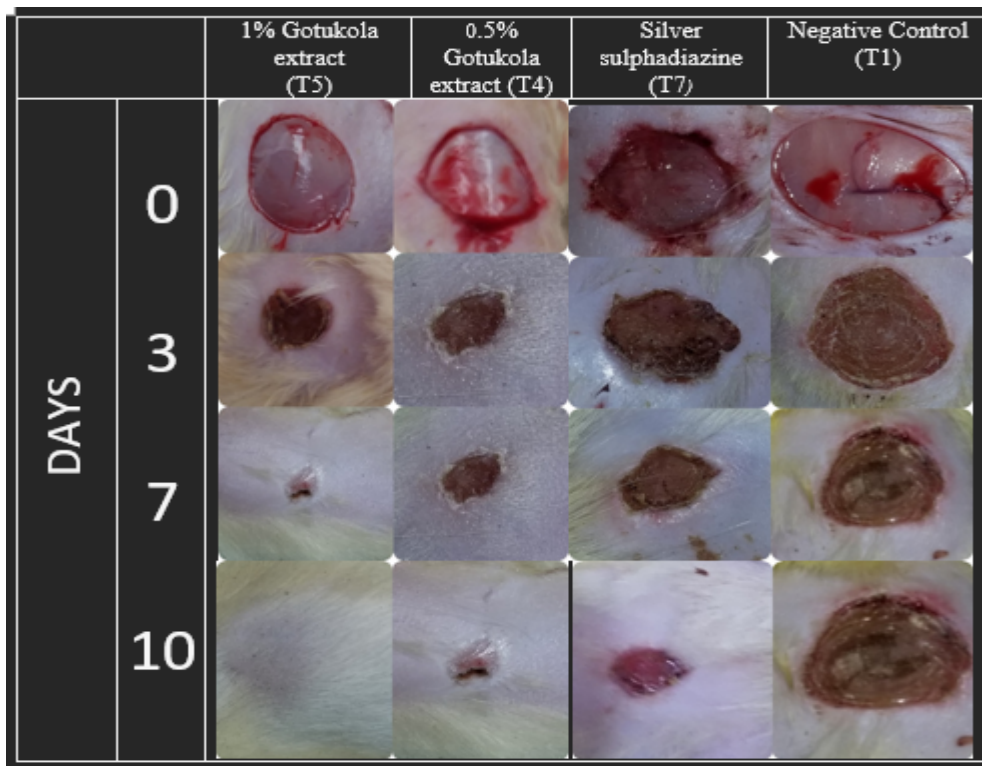 1% Gotukola
extract
(T5)
0.5%
Gotukola
extract (T4)
Silver
sulphadiazine
(T7)
Negative Control
(T1)
DAYS
0
3
7
10